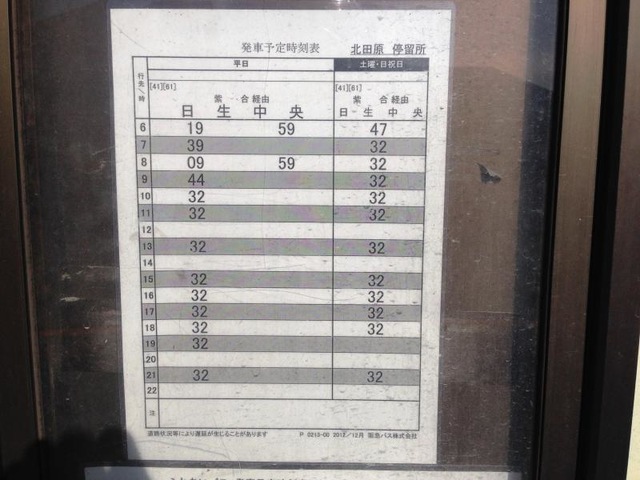 発車予定時刻表 北田原 停留所
平日 土曜・日祝日
行先/時 [41][61] [41][61]
紫合経由 紫合経由
日生中央 日生中央
6 19 59 47
7 39 32
8 09 59 32
9 44 32
10 32 32
11 32 32
12
13 32 32
14
15 32 32
16 32 32
17 32 32
18 32 32
19 32
20
21 32 32
22
注
道路状況等により遅延が生じることがあります P 0210-00 2012/12月 阪急バス株式会社